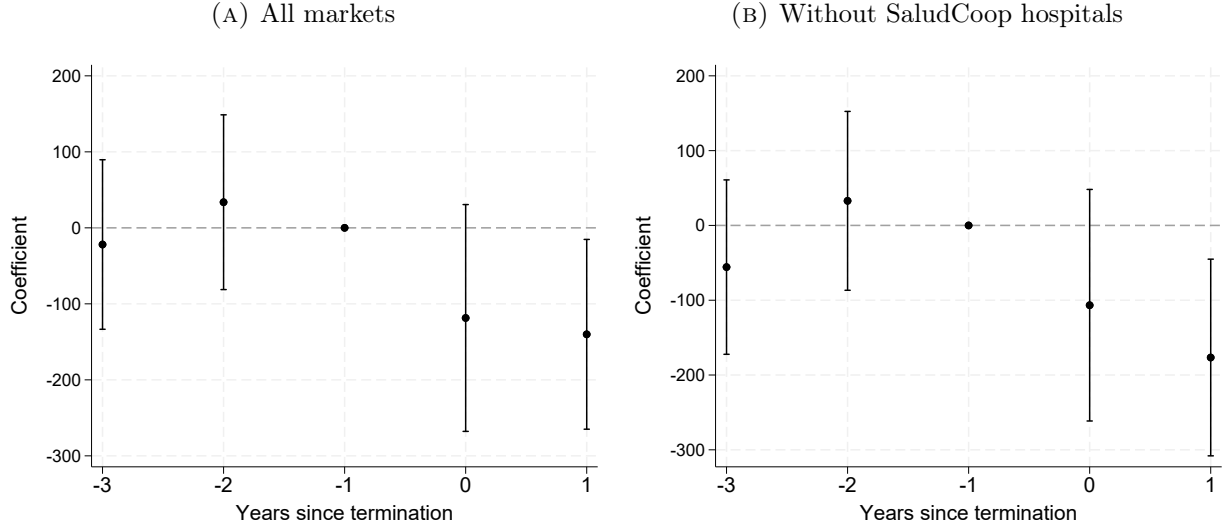 (A) All markets
200
100
0
-100
-200
-300
Coefficient
-3 -2 -1 0 1
Years since termination
(B) Without SaludCoop hospitals
200
100
0
-100
-200
-300
Coefficient
-3 -2 -1 0 1
Years since termination